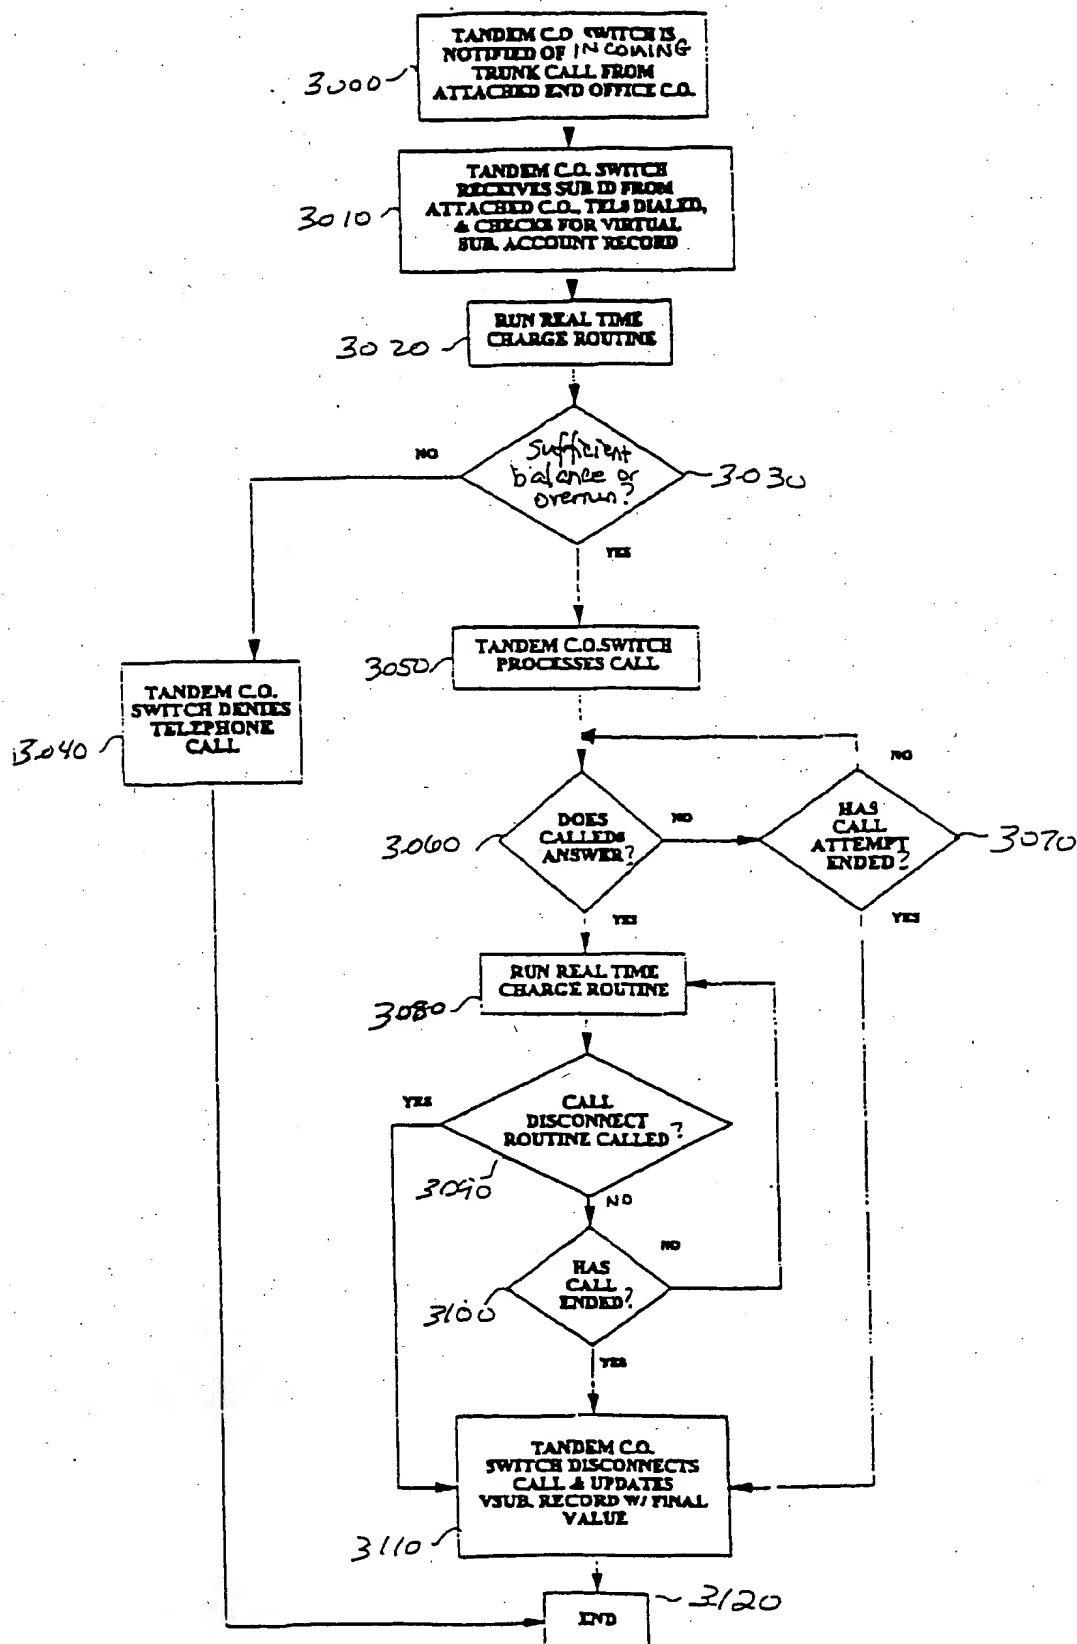 TANDEM C.O. SWITCH IS
NOTIFIED OF INCOMING
TRUNK CALL FROM
ATTACHED END OFFICE C.O.
3000
TANDEM C.O. SWITCH
RECEIVES SUB ID FROM
ATTACHED C.O., TEL# DIALED,
& CHECKS FOR VIRTUAL
SUB. ACCOUNT RECORD
3010
RUN REAL TIME
CHARGE ROUTINE
3020
NO
Sufficient
balance or
overrun?
3030
YES
TANDEM C.O. SWITCH
PROCESSES CALL
3050
TANDEM C.O.
SWITCH DENIES
TELEPHONE
CALL
3040
NO
DOES
CALLED#
ANSWER?
3060
NO
HAS
CALL
ATTEMPT
ENDED?
3070
YES
YES
RUN REAL TIME
CHARGE ROUTINE
3080
YES
CALL
DISCONNECT
ROUTINE CALLED?
3090
NO
NO
HAS
CALL
ENDED?
3100
YES
TANDEM C.O.
SWITCH DISCONNECTS
CALL & UPDATES
VSUB. RECORD W/ FINAL
VALUE
3110
END
3120